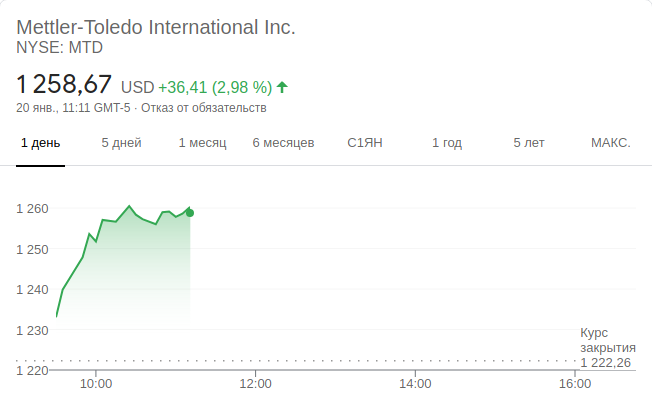 Mettler-Toledo International Inc.
NYSE: MTD
1 258,67 USD +36,41 (2,98 %)
20 янв., 11:11 GMT-5 · Отказ от обязательств
1 день 5 дней 1 месяц 6 месяцев С1ЯН 1 год 5 лет МАКС.
1 260
1 250
1 240
1 230
Курс
закрытия
1 222,26
1 220
10:00 12:00 14:00 16:00